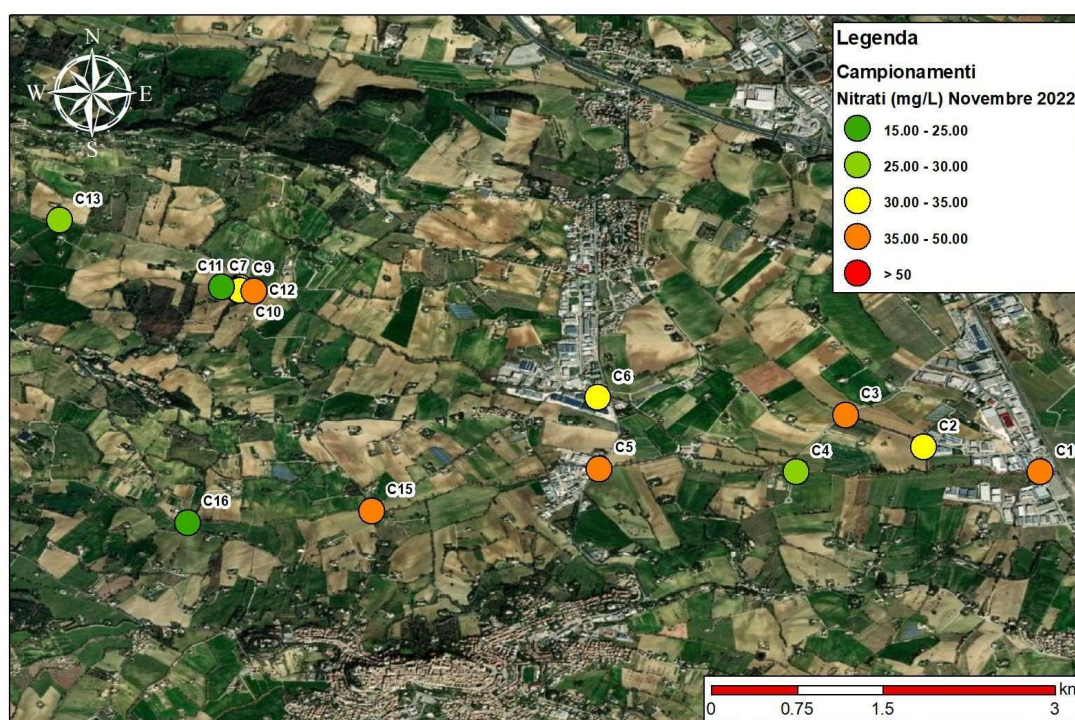 N
W E
S
Legenda
Campionamenti
Nitrati (mg/L) Novembre 2022
15.00 - 25.00
25.00 - 30.00
30.00 - 35.00
35.00 - 50.00
> 50
C13
C11 C7 C9
C12
C10
C6
C3
C2
C5
C4
C1
C15
C16
km
0 0.75 1.5 3